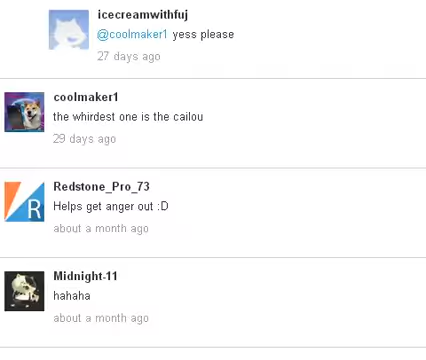 icecreamwithfuj
@coolmaker1 yess please
27 days ago
coolmaker1
the whirdest one is the cailou
29 days ago
Redstone_Pro_73
Helps get anger out :D
about a month ago
R
Midnight-11
hahaha
about a month ago